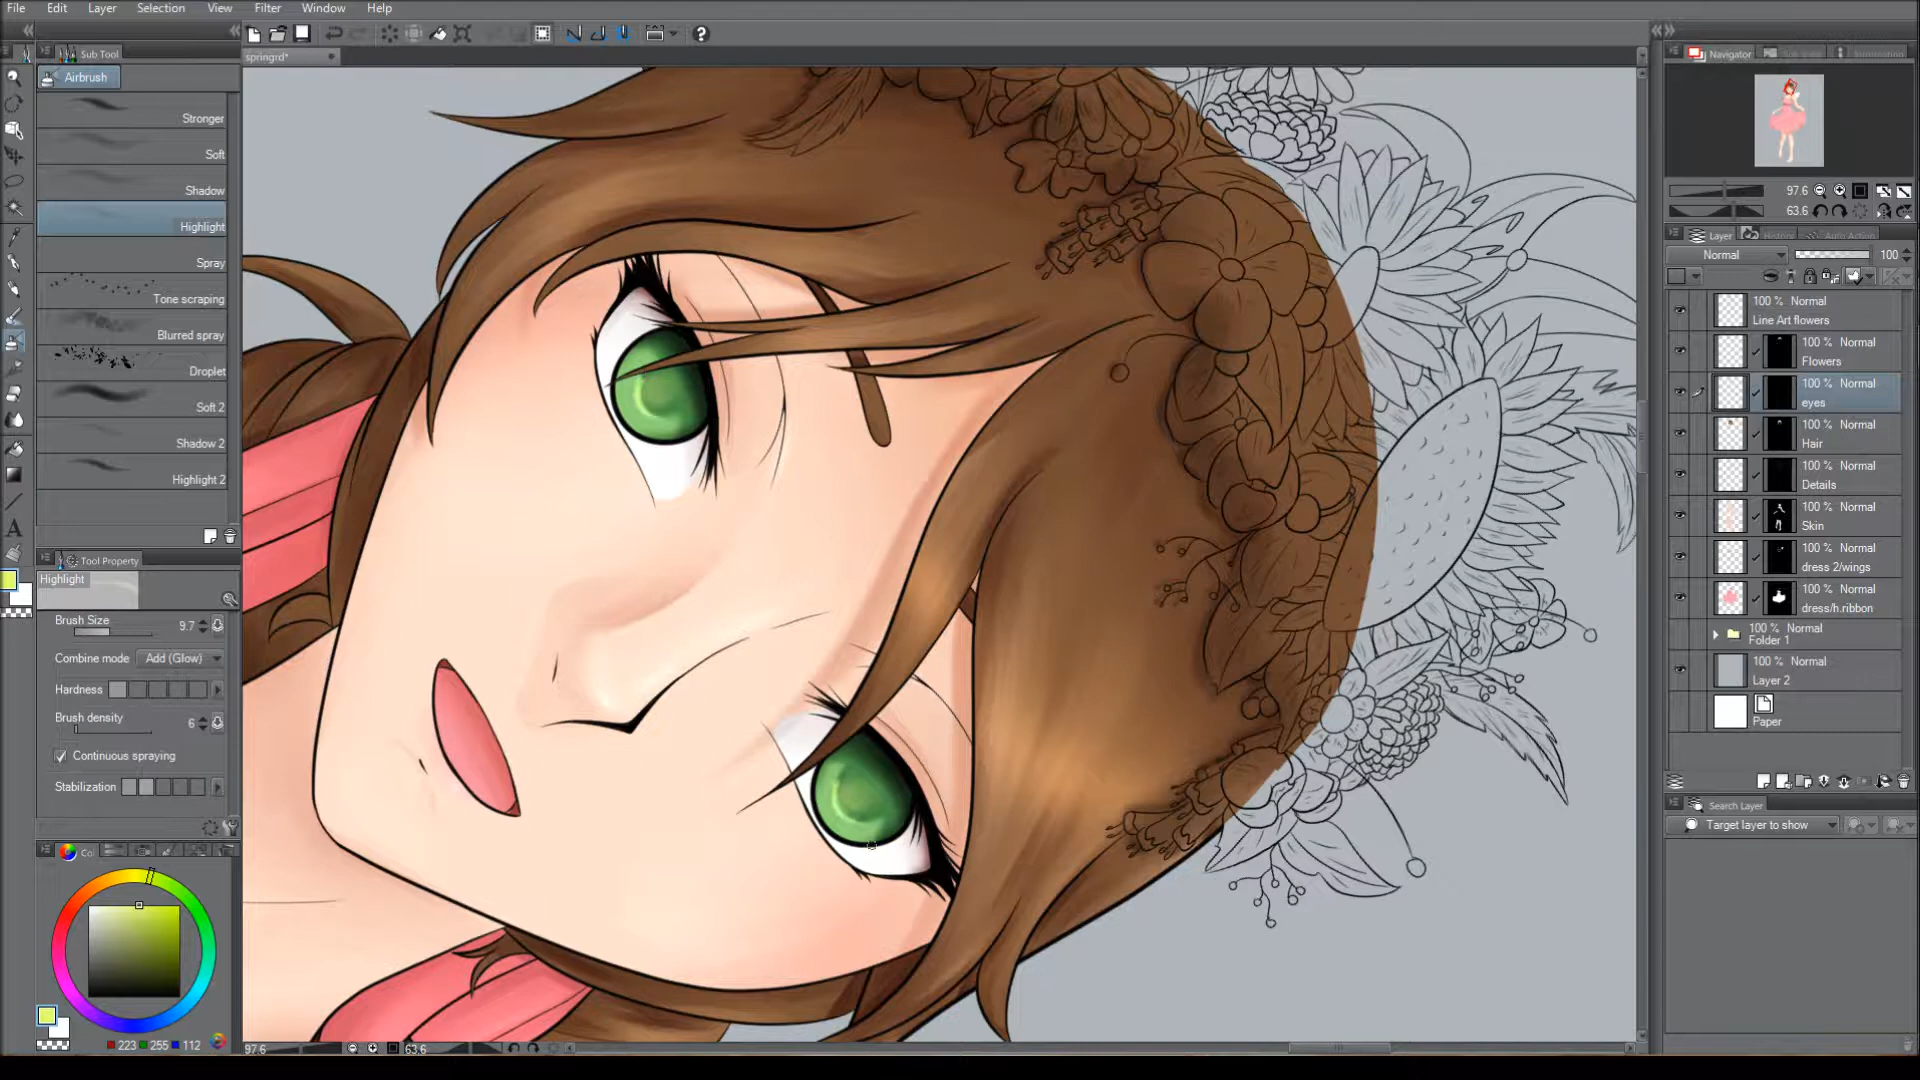 File Edit Layer Selection View Filter Window Help
Sub Tool
Airbrush
Stronger
Soft
Shadow
Highlight
Spray
Tone scraping
Blurred spray
Droplet
Soft 2
Shadow 2
Highlight 2
Tool Property
Highlight
Brush Size 9.7
Combine mode Add (Glow)
Hardness
Brush density 6
Continuous spraying
Stabilization
223 255 112
springrd*
97.6 63.6
Navigator
97.6
63.6
Layer History Auto Action
Normal 100
100 % Normal
Line Art flowers
100 % Normal
Flowers
100 % Normal
eyes
100 % Normal
Hair
100 % Normal
Details
100 % Normal
Skin
100 % Normal
dress 2/wings
100 % Normal
dress/h.ribbon
100 % Normal
Folder 1
100 % Normal
Layer 2
Paper
Search Layer
Target layer to show